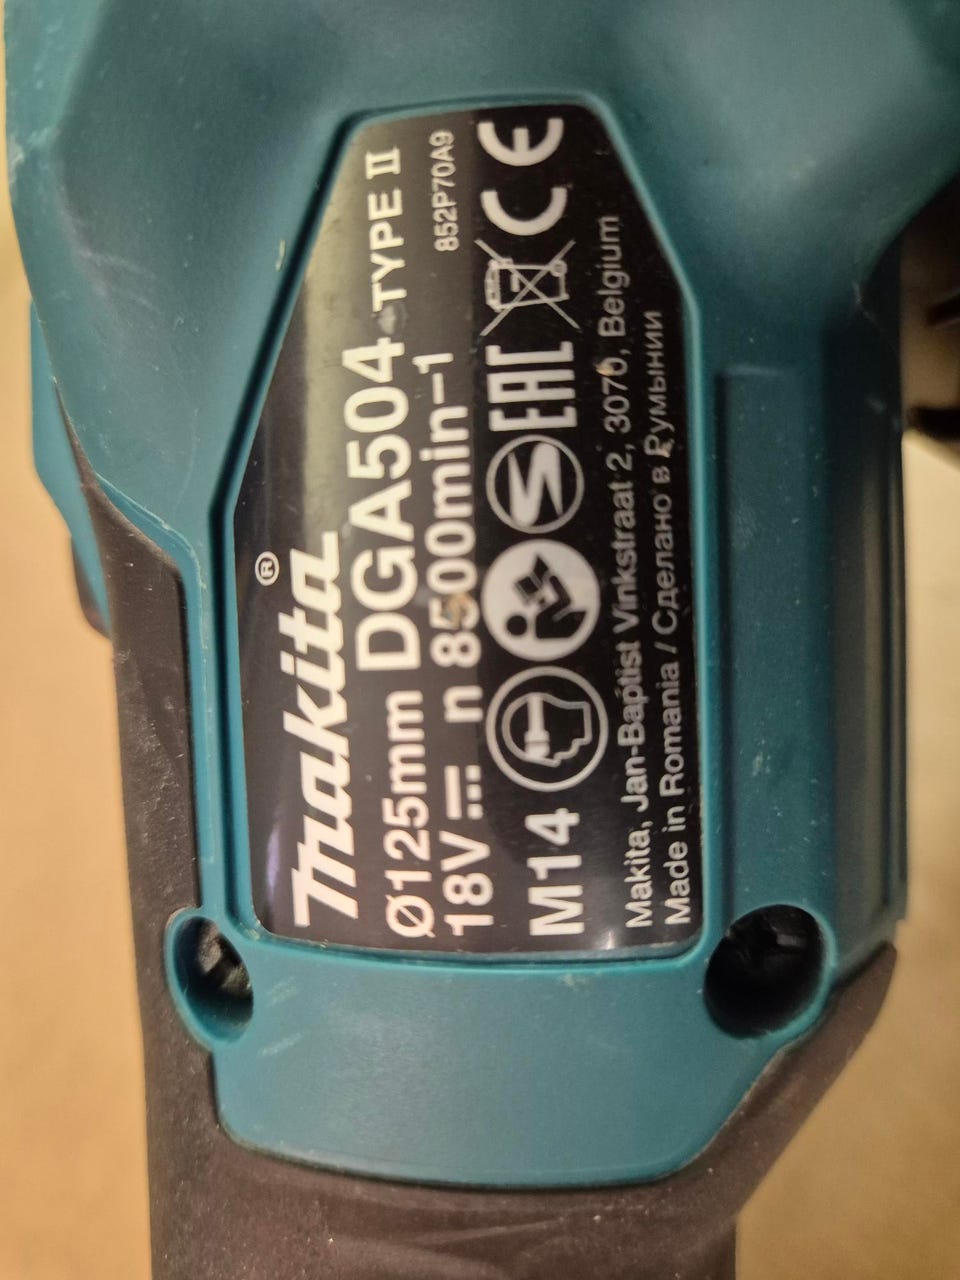 makita®
Ø125mm DGA504 TYPE II
18V n 8500min-1 852P70A9
M14 EAC CE
Makita, Jan-Baptist Vinkstraat 2, 3070, Belgium
Made in Romania / Сделано в Румынии